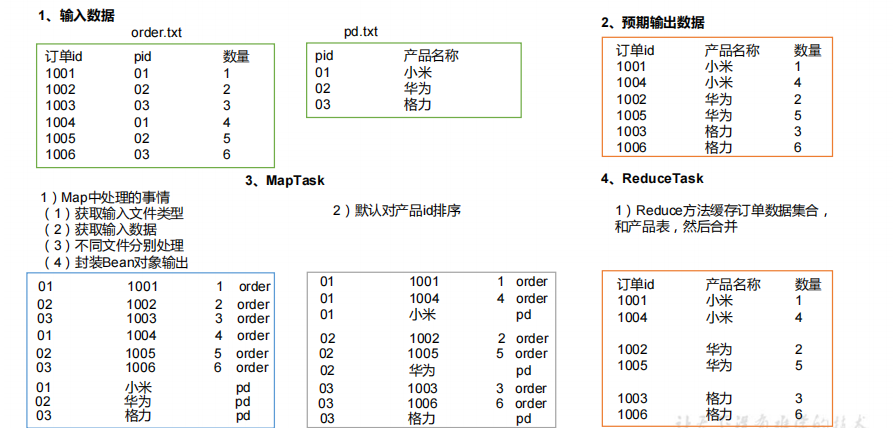 1、输入数据
order.txt
订单id pid 数量
1001 01 1
1002 02 2
1003 03 3
1004 01 4
1005 02 5
1006 03 6
pd.txt
pid 产品名称
01 小米
02 华为
03 格力
2、预期输出数据
订单id 产品名称 数量
1001 小米 1
1004 小米 4
1002 华为 2
1005 华为 5
1003 格力 3
1006 格力 6
3、MapTask
1）Map中处理的事情
（1）获取输入文件类型
（2）获取输入数据
（3）不同文件分别处理
（4）封装Bean对象输出
01 1001 1 order
02 1002 2 order
03 1003 3 order
01 1004 4 order
02 1005 5 order
03 1006 6 order
01 小米 pd
02 华为 pd
03 格力 pd
2）默认对产品id排序
01 1001 1 order
01 1004 4 order
01 小米 pd
02 1002 2 order
02 1005 5 order
02 华为 pd
03 1003 3 order
03 1006 6 order
03 格力 pd
4、ReduceTask
1）Reduce方法缓存订单数据集合，
和产品表，然后合并
订单id 产品名称 数量
1001 小米 1
1004 小米 4
1002 华为 2
1005 华为 5
1003 格力 3
1006 格力 6